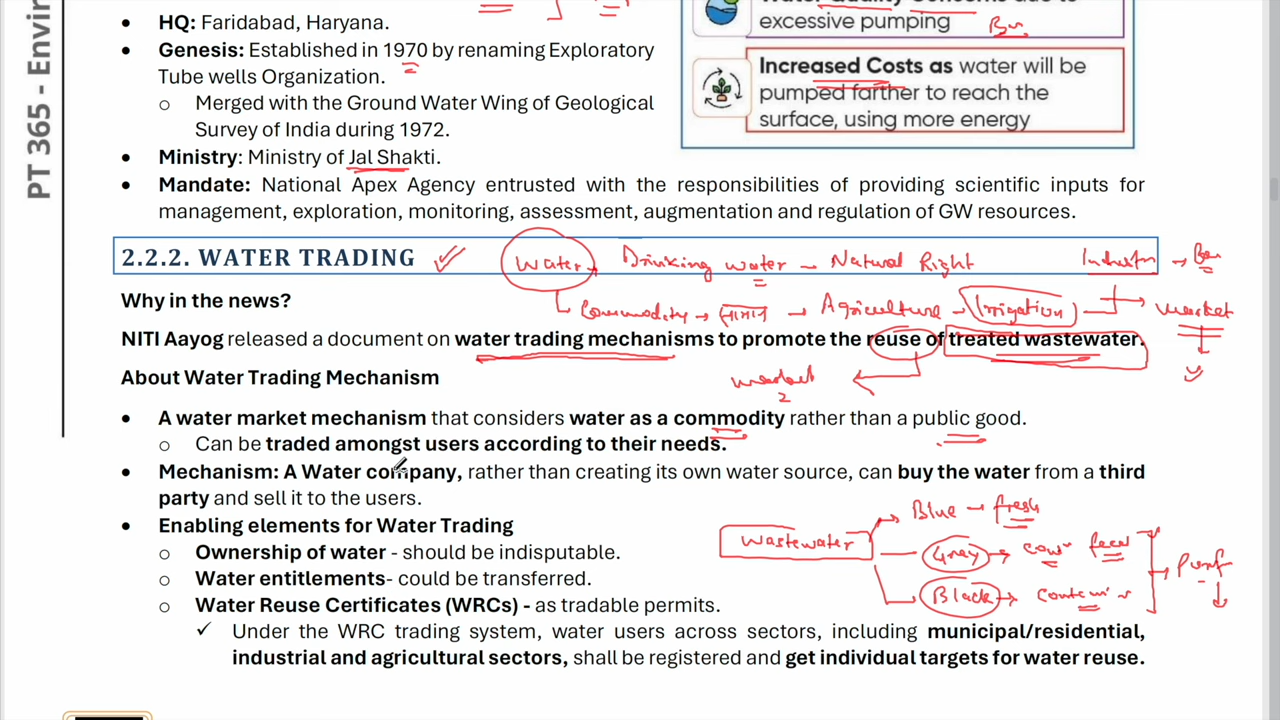 PT 365 - Envir
HQ: Faridabad, Haryana.
Genesis: Established in 1970 by renaming Exploratory
Tube wells Organization.
Merged with the Ground Water Wing of Geological
Survey of India during 1972.
Ministry: Ministry of Jal Shakti.
Mandate: National Apex Agency entrusted with the responsibilities of providing scientific inputs for
management, exploration, monitoring, assessment, augmentation and regulation of GW resources.
Water Quality Concerns due to
excessive pumping
Increased Costs as water will be
pumped farther to reach the
surface, using more energy
2.2.2. WATER TRADING
Water Drinking water - Natural Right
Commodity Agriculture Irrigation market
Why in the news?
NITI Aayog released a document on water trading mechanisms to promote the reuse of treated wastewater.
market
About Water Trading Mechanism
A water market mechanism that considers water as a commodity rather than a public good.
Can be traded amongst users according to their needs.
Mechanism: A Water company, rather than creating its own water source, can buy the water from a third
party and sell it to the users.
Enabling elements for Water Trading
Ownership of water - should be indisputable.
Water entitlements- could be transferred.
Water Reuse Certificates (WRCs) - as tradable permits.
Under the WRC trading system, water users across sectors, including municipal/residential,
industrial and agricultural sectors, shall be registered and get individual targets for water reuse.
Wastewater
Blue - fresh
Gray
Black